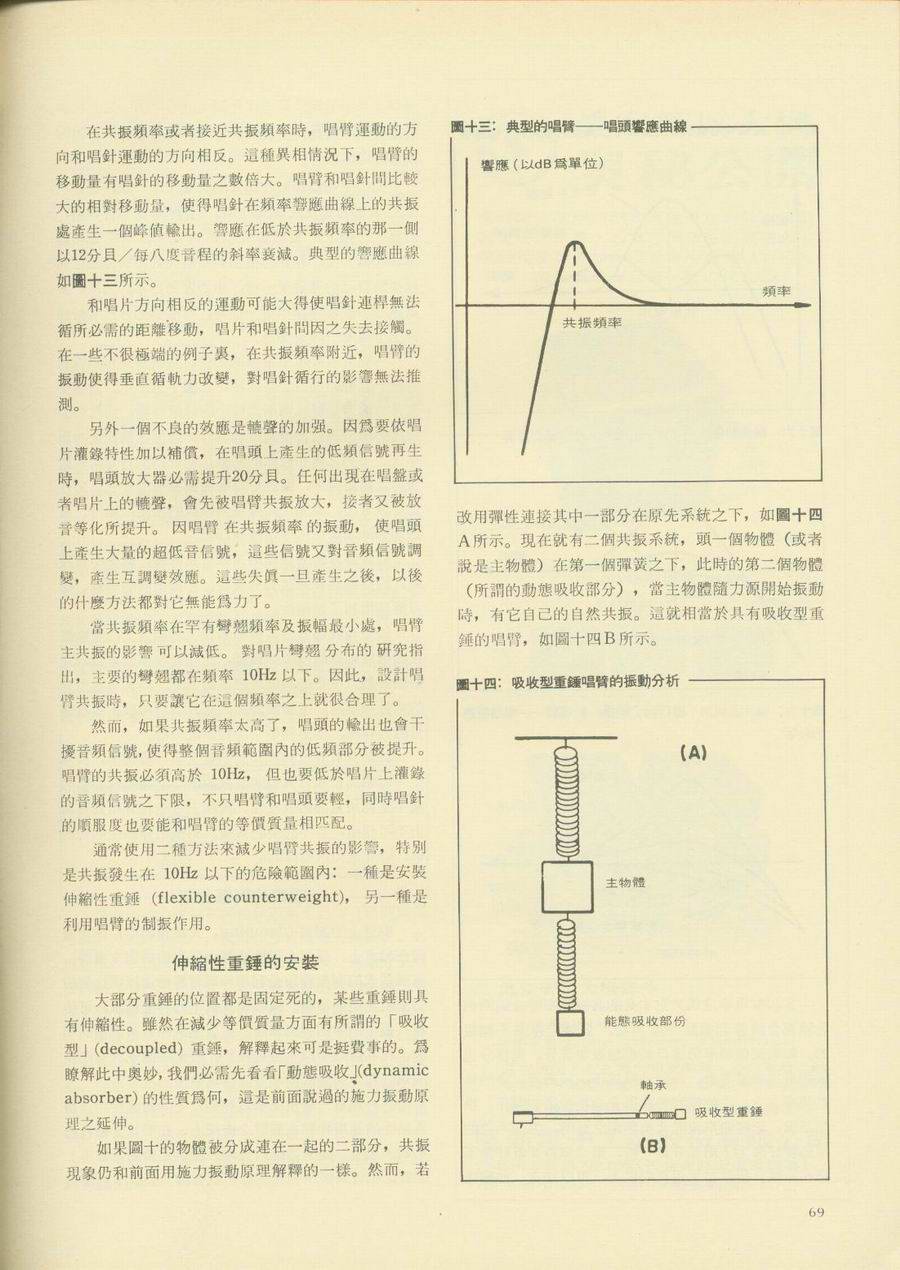 在共振頻率或者接近共振頻率時，唱臂運動的方
向和唱針運動的方向相反。這種異相情況下，唱臂的
移動量有唱針的移動量之數倍大。唱臂和唱針間比較
大的相對移動量，使得唱針在頻率響應曲線上的共振
處產生一個峰值輸出。響應在低於共振頻率的那一側
以12分貝／每八度音程的斜率衰減。典型的響應曲線
如圖十三所示。
和唱片方向相反的運動可能大得使唱針連桿無法
循所必需的距離移動，唱片和唱針間因之失去接觸。
在一些不很極端的例子裏，在共振頻率附近，唱臂的
振動使得垂直循軌力改變，對唱針循行的影響無法推
測。
另外一個不良的效應是轆聲的加强。因爲要依唱
片灌錄特性加以補償，在唱頭上產生的低頻信號再生
時，唱頭放大器必需提升20分貝。任何出現在唱盤或
者唱片上的轆聲，會先被唱臂共振放大，接者又被放
音等化所提升。因唱臂在共振頻率的振動，使唱頭
上產生大量的超低音信號，這些信號又對音頻信號調
變，產生互調變效應。這些失眞一旦產生之後，以後
的什麼方法都對它無能爲力了。
當共振頻率在罕有彎翹頻率及振幅最小處，唱臂
主共振的影響可以減低。對唱片彎翹分布的研究指
出，主要的彎翹都在頻率 10Hz 以下。因此，設計唱
臂共振時，只要讓它在這個頻率之上就很合理了。
然而，如果共振頻率太高了，唱頭的輸出也會干
擾音頻信號，使得整個音頻範圍內的低頻部分被提升。
唱臂的共振必須高於 10Hz，但也要低於唱片上灌錄
的音頻信號之下限，不只唱臂和唱頭要輕，同時唱針
的順服度也要能和唱臂的等價質量相匹配。
通常使用二種方法來減少唱臂共振的影響，特別
是共振發生在 10Hz 以下的危險範圍內：一種是安裝
伸縮性重錘 (flexible counterweight)，另一種是
利用唱臂的制振作用。
伸縮性重錘的安裝
大部分重錘的位置都是固定死的，某些重錘則具
有伸縮性。雖然在減少等價質量方面有所謂的「吸收
型」(decoupled) 重錘，解釋起來可是挺費事的。爲
瞭解此中奧妙，我們必需先看看「動態吸收」(dynamic
absorber) 的性質爲何，這是前面說過的施力振動原
理之延伸。
如果圖十的物體被分成連在一起的二部分，共振
現象仍和前面用施力振動原理解釋的一樣。然而，若
圖十三：典型的唱臂——唱頭響應曲線
響應（以dB爲單位）
頻率
共振頻率
改用彈性連接其中一部分在原先系統之下，如圖十四
A所示。現在就有二個共振系統，頭一個物體（或者
說是主物體）在第一個彈簧之下，此時的第二個物體
（所謂的動態吸收部分），當主物體隨力源開始振動
時，有它自己的自然共振。這就相當於具有吸收型重
錘的唱臂，如圖十四B所示。
圖十四：吸收型重錘唱臂的振動分析
(A)
主物體
能態吸收部份
軸承
吸收型重錘
(B)
69